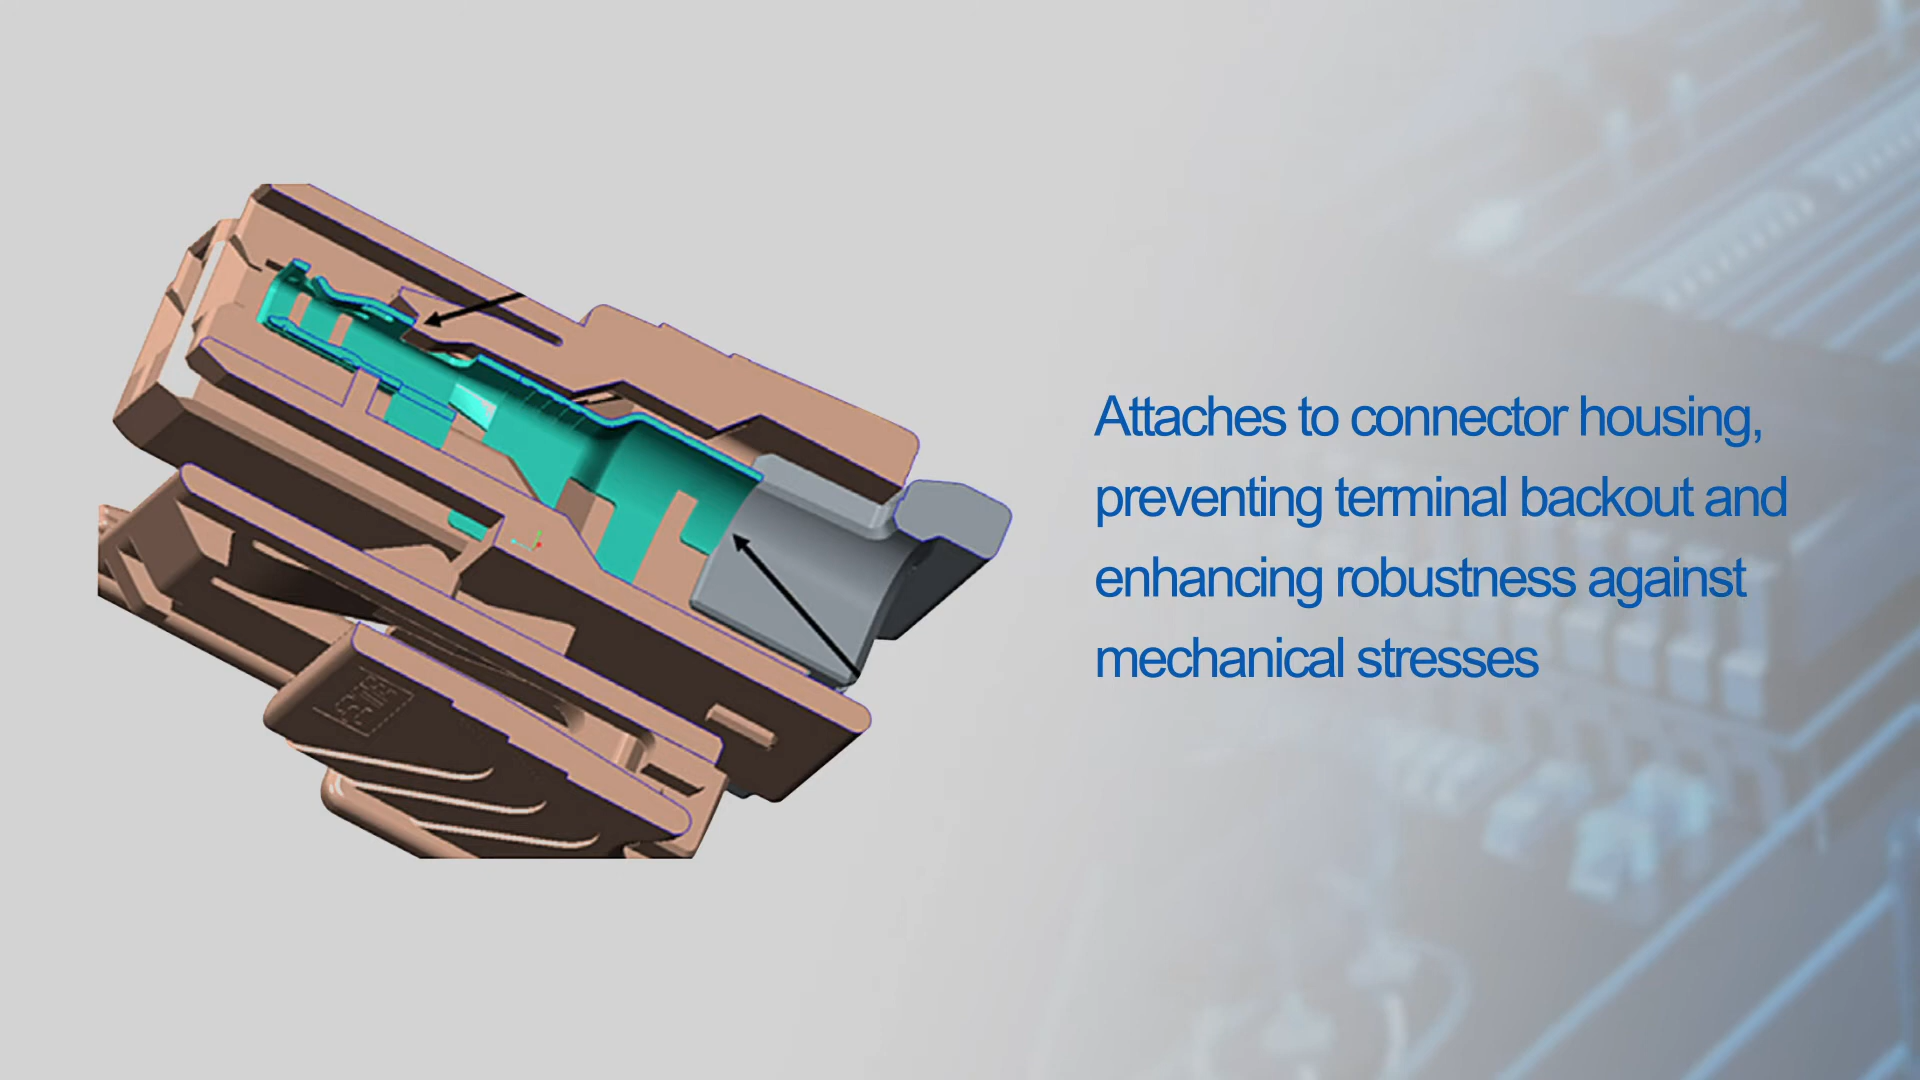 Attaches to connector housing,
preventing terminal backout and
enhancing robustness against
mechanical stresses